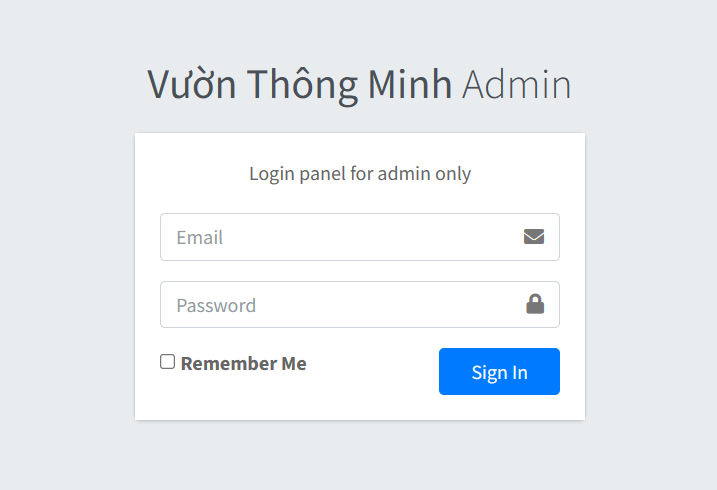 Vườn Thông Minh Admin
Login panel for admin only
Email
Password
Remember Me
Sign In